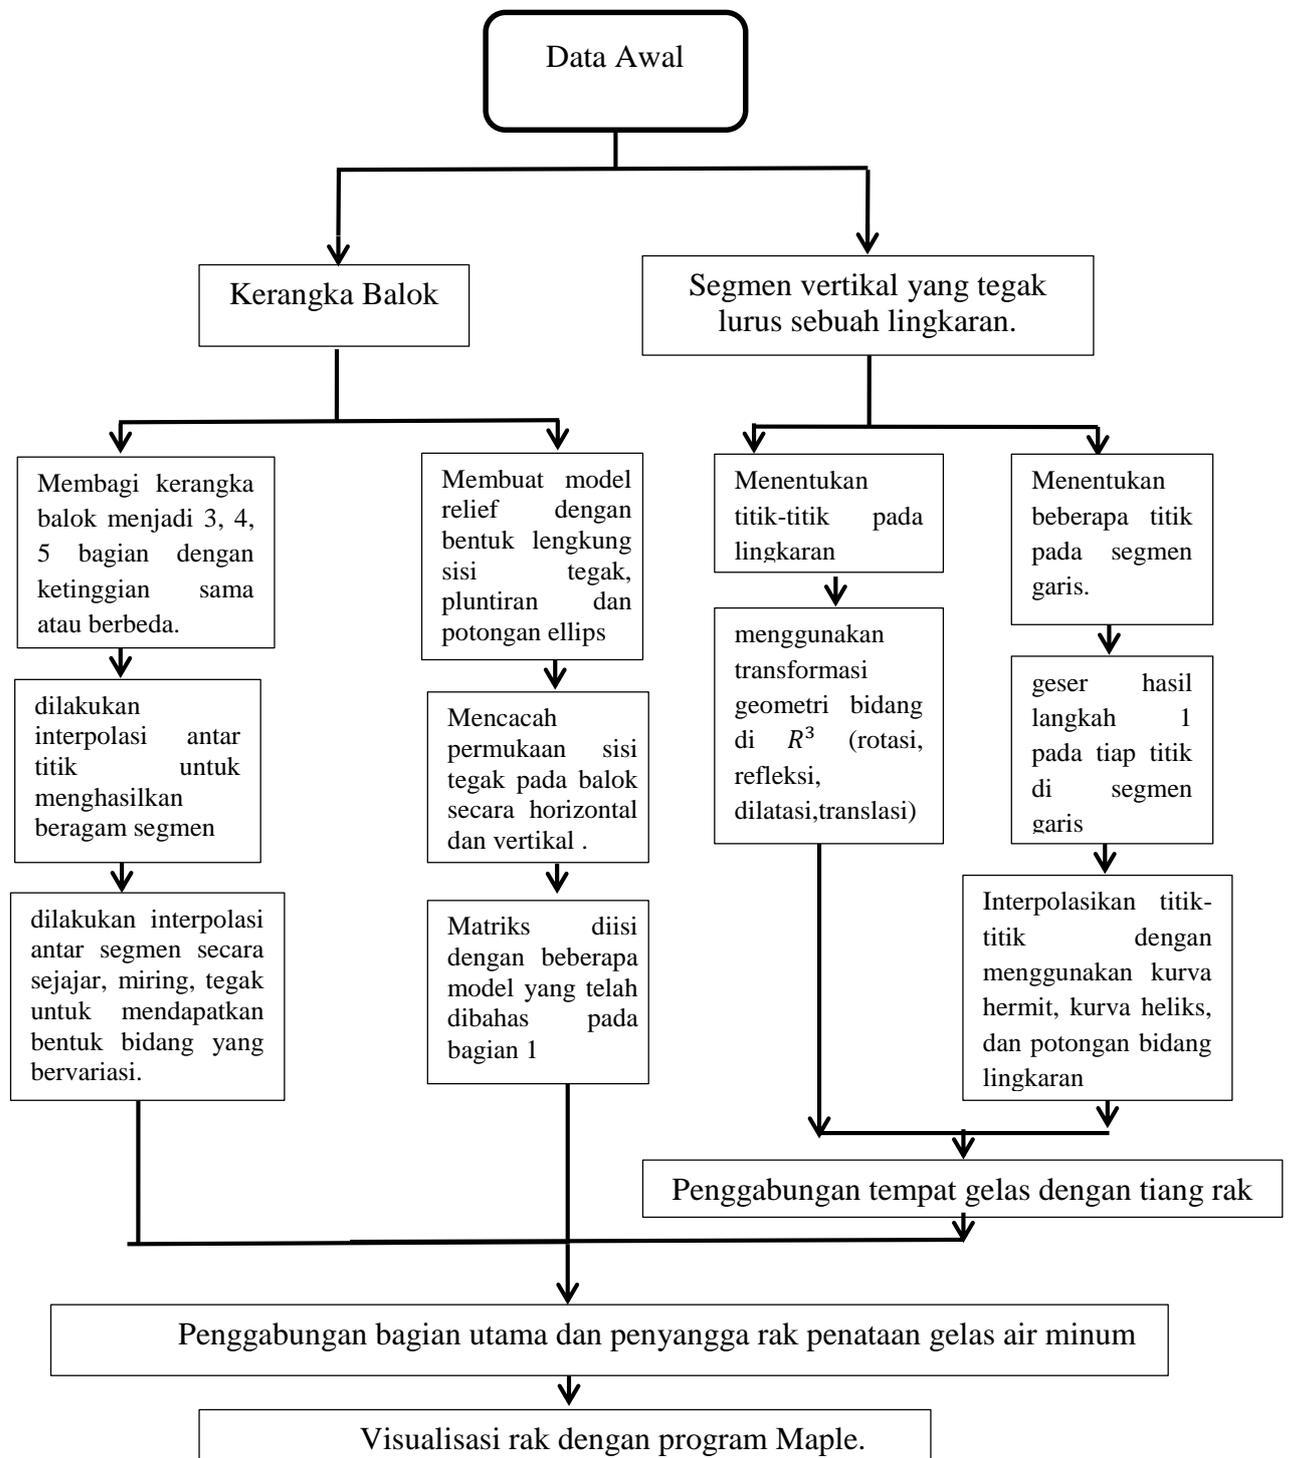 Data Awal
Kerangka Balok
Segmen vertikal yang tegak
lurus sebuah lingkaran.
Membagi kerangka
balok menjadi 3, 4,
5 bagian dengan
ketinggian sama
atau berbeda.
dilakukan
interpolasi antar
titik untuk
menghasilkan
beragam segmen
dilakukan interpolasi
antar segmen secara
sejajar, miring, tegak
untuk mendapatkan
bentuk bidang yang
bervariasi.
Membuat model
relief dengan
bentuk lengkung
sisi tegak,
pluntiran dan
potongan ellips
Mencacah
permukaan sisi
tegak pada balok
secara horizontal
dan vertikal .
Matriks diisi
dengan beberapa
model yang telah
dibahas pada
bagian 1
Menentukan
titik-titik pada
lingkaran
menggunakan
transformasi
geometri bidang
di R³ (rotasi,
refleksi,
dilatasi,translasi)
Menentukan
beberapa titik
pada segmen
garis.
geser hasil
langkah 1
pada tiap titik
di segmen
garis
Interpolasikan titik-
titik dengan
menggunakan kurva
hermit, kurva heliks,
dan potongan bidang
lingkaran
Penggabungan tempat gelas dengan tiang rak
Penggabungan bagian utama dan penyangga rak penataan gelas air minum
Visualisasi rak dengan program Maple.